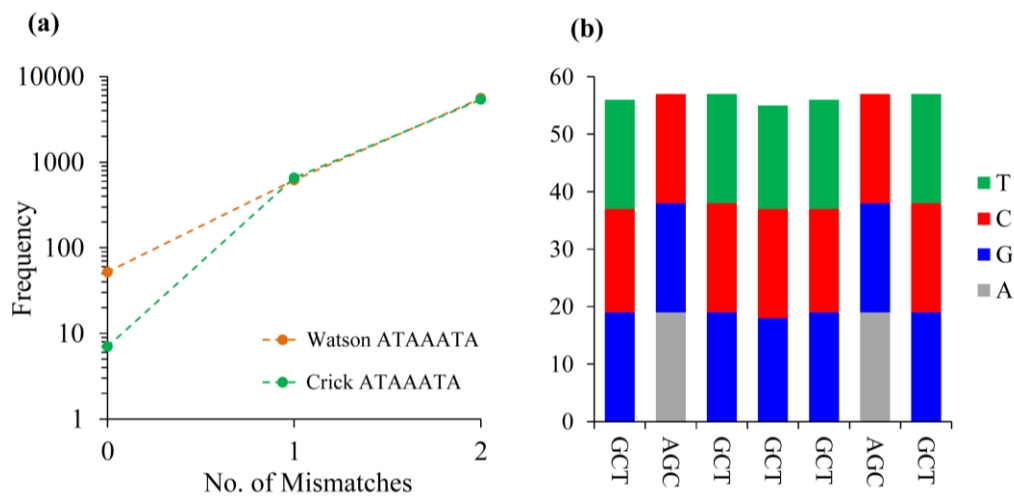 (a)
10000
1000
100
10
1
Frequency
0
1
2
No. of Mismatches
Watson ATAAATA
Crick ATAAATA
(b)
60
50
40
30
20
10
0
GCT
AGC
GCT
GCT
GCT
AGC
GCT
T
C
G
A